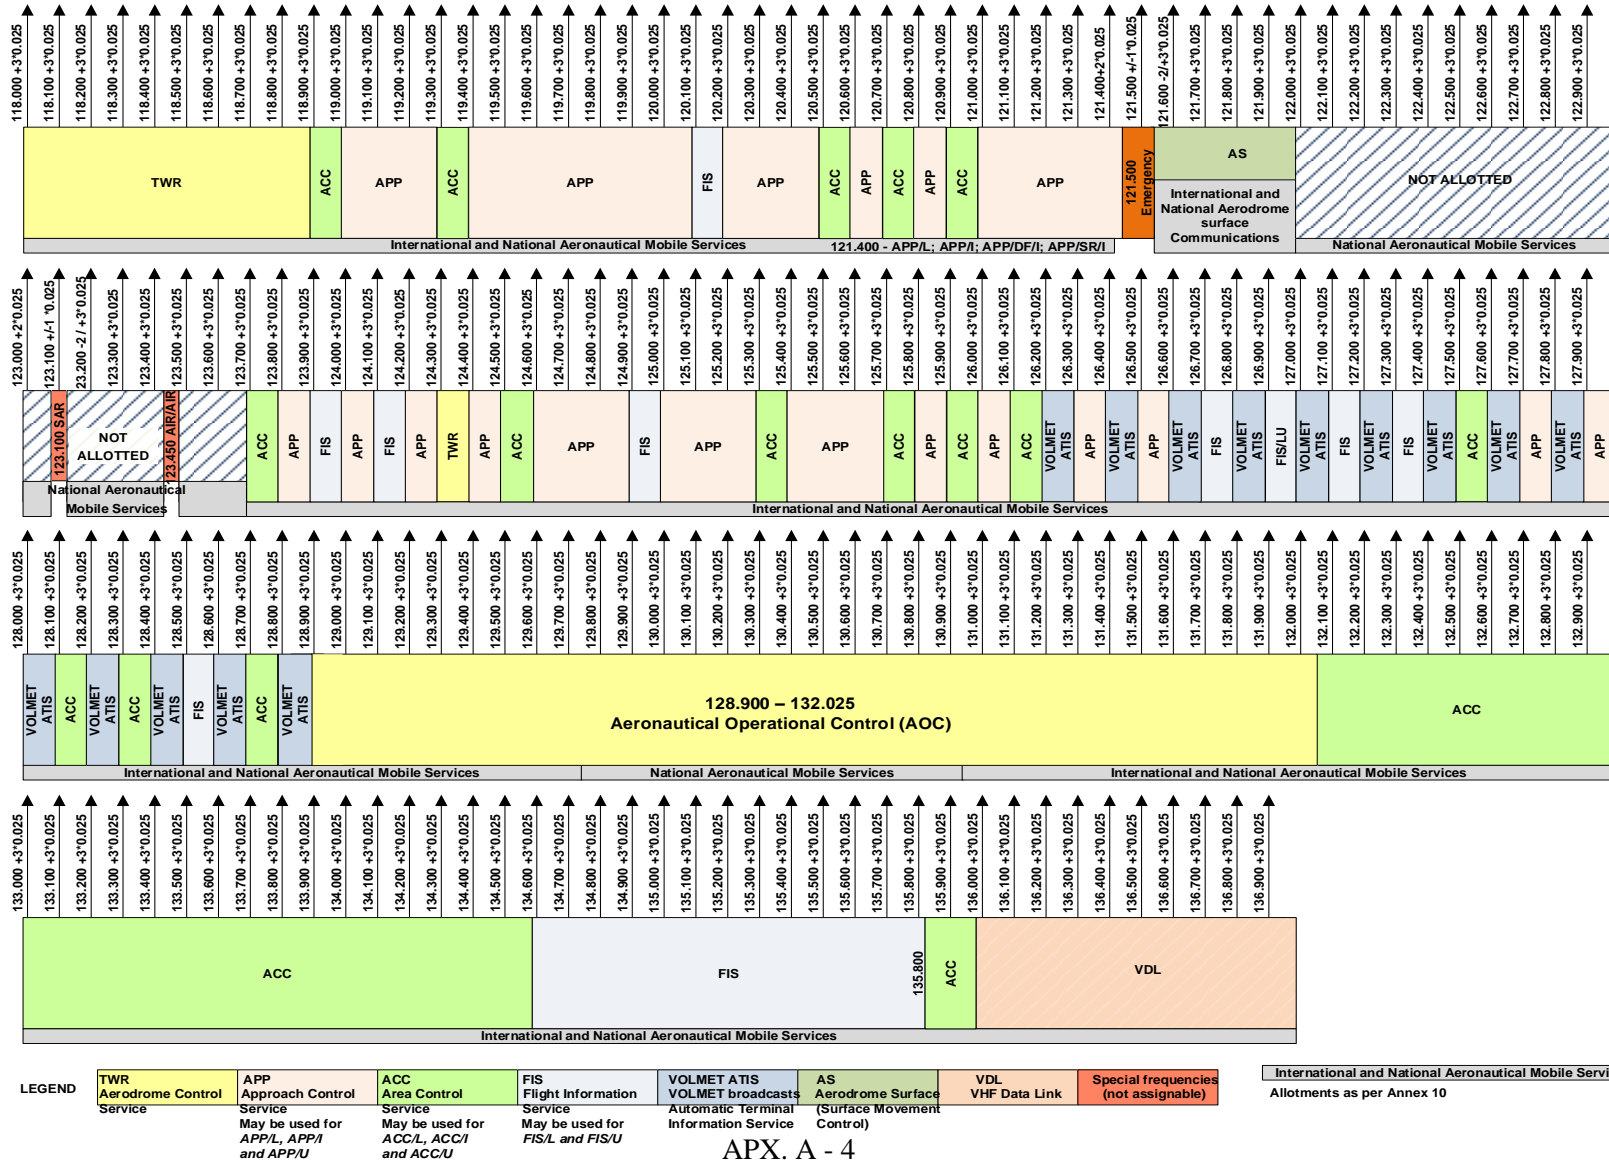 118.000 +3*0.025
118.100 +3*0.025
118.200 +3*0.025
118.300 +3*0.025
118.400 +3*0.025
118.500 +3*0.025
118.600 +3*0.025
118.700 +3*0.025
118.800 +3*0.025
118.900 +3*0.025
119.000 +3*0.025
119.100 +3*0.025
119.200 +3*0.025
119.300 +3*0.025
119.400 +3*0.025
119.500 +3*0.025
119.600 +3*0.025
119.700 +3*0.025
119.800 +3*0.025
119.900 +3*0.025
120.000 +3*0.025
120.100 +3*0.025
120.200 +3*0.025
120.300 +3*0.025
120.400 +3*0.025
120.500 +3*0.025
120.600 +3*0.025
120.700 +3*0.025
120.800 +3*0.025
120.900 +3*0.025
121.000 +3*0.025
121.100 +3*0.025
121.200 +3*0.025
121.300 +3*0.025
121.400+2*0.025
121.500 +/-1*0.025
121.600 -2/+3*0.025
121.700 +3*0.025
121.800 +3*0.025
121.900 +3*0.025
122.000 +3*0.025
122.100 +3*0.025
122.200 +3*0.025
122.300 +3*0.025
122.400 +3*0.025
122.500 +3*0.025
122.600 +3*0.025
122.700 +3*0.025
122.800 +3*0.025
122.900 +3*0.025
TWR
ACC
APP
ACC
APP
FIS
APP
ACC
APP
ACC
APP
ACC
APP
121.500
Emergency
AS
International and
National Aerodrome
surface
Communications
NOT ALLOTTED
International and National Aeronautical Mobile Services
121.400 - APP/L; APP/I; APP/DF/I; APP/SR/I
National Aeronautical Mobile Services
123.000 +2*0.025
123.100 +/-1 *0.025
23.200 -2 / +3*0.025
123.300 +3*0.025
123.400 +3*0.025
123.500 +3*0.025
123.600 +3*0.025
123.700 +3*0.025
123.800 +3*0.025
123.900 +3*0.025
124.000 +3*0.025
124.100 +3*0.025
124.200 +3*0.025
124.300 +3*0.025
124.400 +3*0.025
124.500 +3*0.025
124.600 +3*0.025
124.700 +3*0.025
124.800 +3*0.025
124.900 +3*0.025
125.000 +3*0.025
125.100 +3*0.025
125.200 +3*0.025
125.300 +3*0.025
125.400 +3*0.025
125.500 +3*0.025
125.600 +3*0.025
125.700 +3*0.025
125.800 +3*0.025
125.900 +3*0.025
126.000 +3*0.025
126.100 +3*0.025
126.200 +3*0.025
126.300 +3*0.025
126.400 +3*0.025
126.500 +3*0.025
126.600 +3*0.025
126.700 +3*0.025
126.800 +3*0.025
126.900 +3*0.025
127.000 +3*0.025
127.100 +3*0.025
127.200 +3*0.025
127.300 +3*0.025
127.400 +3*0.025
127.500 +3*0.025
127.600 +3*0.025
127.700 +3*0.025
127.800 +3*0.025
127.900 +3*0.025
123.100 SAR
NOT
ALLOTTED
123.450 AIR/AIR
ACC
APP
FIS
APP
FIS
APP
TWR
APP
ACC
APP
FIS
APP
ACC
APP
ACC
APP
ACC
APP
ACC
VOLMET
ATIS
APP
VOLMET
ATIS
APP
VOLMET
ATIS
FIS
VOLMET
ATIS
FIS/LU
VOLMET
ATIS
FIS
VOLMET
ATIS
FIS
VOLMET
ATIS
ACC
VOLMET
ATIS
APP
VOLMET
ATIS
APP
National Aeronautical
Mobile Services
International and National Aeronautical Mobile Services
128.000 +3*0.025
128.100 +3*0.025
128.200 +3*0.025
128.300 +3*0.025
128.400 +3*0.025
128.500 +3*0.025
128.600 +3*0.025
128.700 +3*0.025
128.800 +3*0.025
128.900 +3*0.025
129.000 +3*0.025
129.100 +3*0.025
129.200 +3*0.025
129.300 +3*0.025
129.400 +3*0.025
129.500 +3*0.025
129.600 +3*0.025
129.700 +3*0.025
129.800 +3*0.025
129.900 +3*0.025
130.000 +3*0.025
130.100 +3*0.025
130.200 +3*0.025
130.300 +3*0.025
130.400 +3*0.025
130.500 +3*0.025
130.600 +3*0.025
130.700 +3*0.025
130.800 +3*0.025
130.900 +3*0.025
131.000 +3*0.025
131.100 +3*0.025
131.200 +3*0.025
131.300 +3*0.025
131.400 +3*0.025
131.500 +3*0.025
131.600 +3*0.025
131.700 +3*0.025
131.800 +3*0.025
131.900 +3*0.025
132.000 +3*0.025
132.100 +3*0.025
132.200 +3*0.025
132.300 +3*0.025
132.400 +3*0.025
132.500 +3*0.025
132.600 +3*0.025
132.700 +3*0.025
132.800 +3*0.025
132.900 +3*0.025
VOLMET
ATIS
ACC
VOLMET
ATIS
ACC
VOLMET
ATIS
FIS
VOLMET
ATIS
ACC
VOLMET
ATIS
128.900 – 132.025
Aeronautical Operational Control (AOC)
ACC
International and National Aeronautical Mobile Services
National Aeronautical Mobile Services
International and National Aeronautical Mobile Services
133.000 +3*0.025
133.100 +3*0.025
133.200 +3*0.025
133.300 +3*0.025
133.400 +3*0.025
133.500 +3*0.025
133.600 +3*0.025
133.700 +3*0.025
133.800 +3*0.025
133.900 +3*0.025
134.000 +3*0.025
134.100 +3*0.025
134.200 +3*0.025
134.300 +3*0.025
134.400 +3*0.025
134.500 +3*0.025
134.600 +3*0.025
134.700 +3*0.025
134.800 +3*0.025
134.900 +3*0.025
135.000 +3*0.025
135.100 +3*0.025
135.200 +3*0.025
135.300 +3*0.025
135.400 +3*0.025
135.500 +3*0.025
135.600 +3*0.025
135.700 +3*0.025
135.800 +3*0.025
135.900 +3*0.025
136.000 +3*0.025
136.100 +3*0.025
136.200 +3*0.025
136.300 +3*0.025
136.400 +3*0.025
136.500 +3*0.025
136.600 +3*0.025
136.700 +3*0.025
136.800 +3*0.025
136.900 +3*0.025
ACC
FIS
135.800
ACC
VDL
International and National Aeronautical Mobile Services
LEGEND
TWR
Aerodrome Control
Service
APP
Approach Control
Service
May be used for
APP/L, APP/I
and APP/U
ACC
Area Control
Service
May be used for
ACC/L, ACC/I
and ACC/U
FIS
Flight Information
Service
May be used for
FIS/L and FIS/U
VOLMET ATIS
VOLMET broadcasts
Automatic Terminal
Information Service
AS
Aerodrome Surface
(Surface Movement
Control)
VDL
VHF Data Link
Special frequencies
(not assignable)
International and National Aeronautical Mobile Servi
Allotments as per Annex 10
APX. A - 4